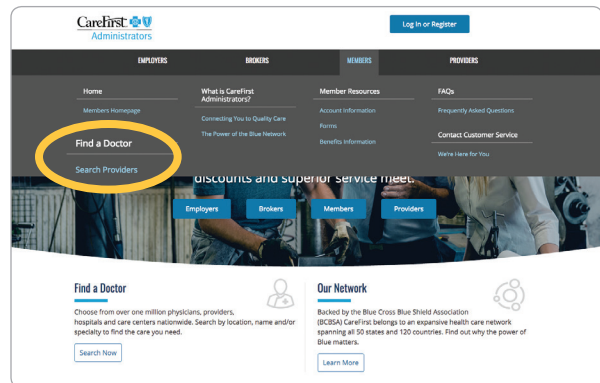 CareFirst
Administrators
Log In or Register
EMPLOYERS
BROKERS
MEMBERS
PROVIDERS
Home
Members Homepage
Find a Doctor
Search Providers
What is CareFirst
Administrators?
Connecting You to Quality Care
The Power of the Blue Network
Member Resources
Account Information
Forms
Benefits Information
FAQs
Frequently Asked Questions
Contact Customer Service
We're Here for You
discounts and superior service meet.
Employers
Brokers
Members
Providers
Find a Doctor
Choose from over one million physicians, providers,
hospitals and care centers nationwide. Search by location, name and/or
specialty to find the care you need.
Search Now
Our Network
Backed by the Blue Cross Blue Shield Association
(BCBSA) CareFirst belongs to an expansive health care network
spanning all 50 states and 120 countries. Find out why the power of
Blue matters.
Learn More